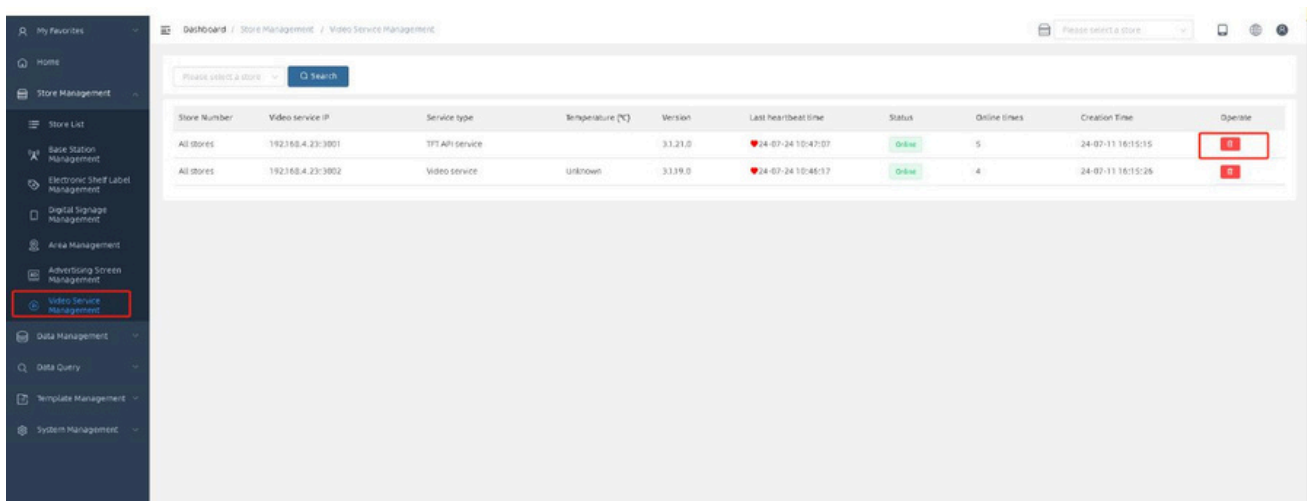 My Favorites
Dashboard / Store Management / Video Service Management
Please select a store
Home
Please select a store
Search
Store Management
Store Number Video service IP Service type Temperature (℃) Version Last heartbeat time Status Online times Creation Time Operate
Store List
All stores 192.168.4.23:3001 TFT API service 3.1.21.0 24-07-24 10:47:07 Online 5 24-07-11 16:15:15
Base Station
Management
All stores 192.168.4.23:3002 Video service Unknown 3.1.19.0 24-07-24 10:46:17 Online 4 24-07-11 16:15:26
Electronic Shelf Label
Management
Digital Signage
Management
Area Management
Advertising Screen
Management
Video Service
Management
Data Management
Data Query
Template Management
System Management